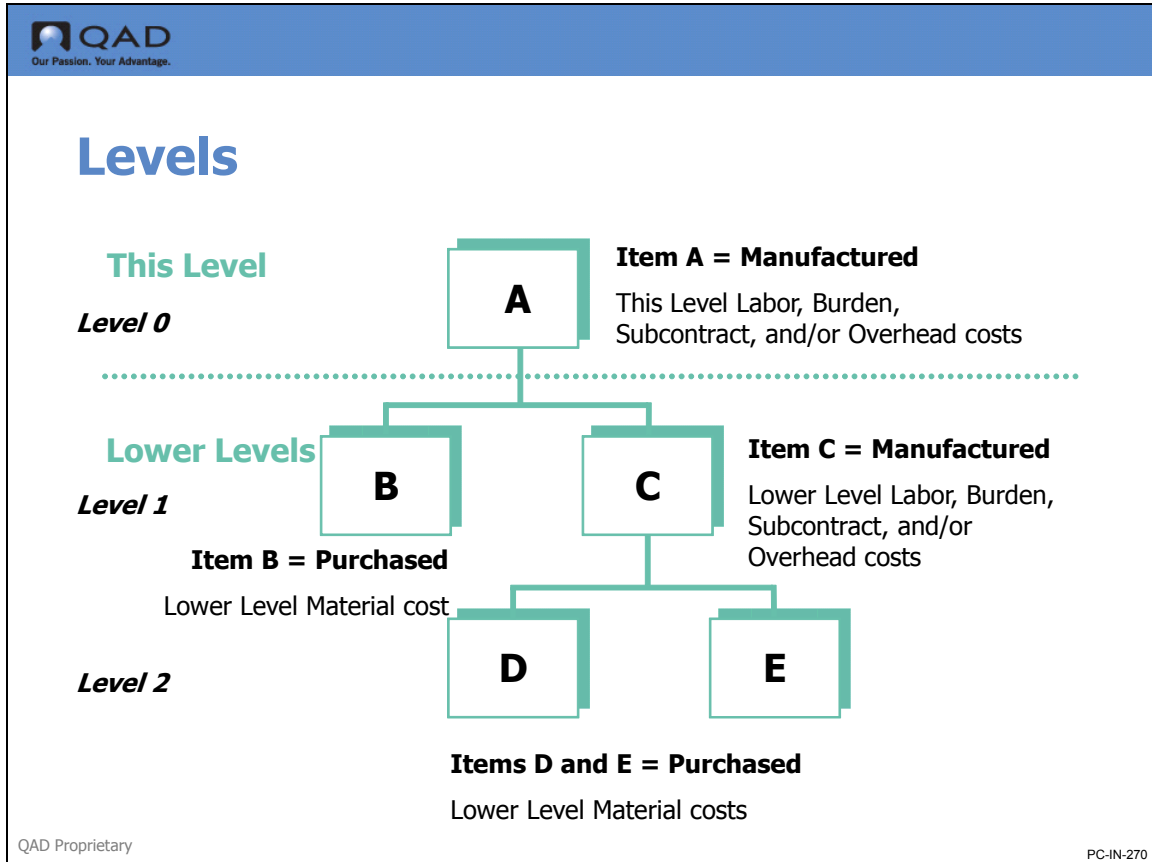 QAD
Our Passion. Your Advantage.
Levels
This Level
Level 0
A
Item A = Manufactured
This Level Labor, Burden,
Subcontract, and/or Overhead costs
Lower Levels
Level 1
B
Item B = Purchased
Lower Level Material cost
C
Item C = Manufactured
Lower Level Labor, Burden,
Subcontract, and/or
Overhead costs
Level 2
D
E
Items D and E = Purchased
Lower Level Material costs
QAD Proprietary
PC-IN-270